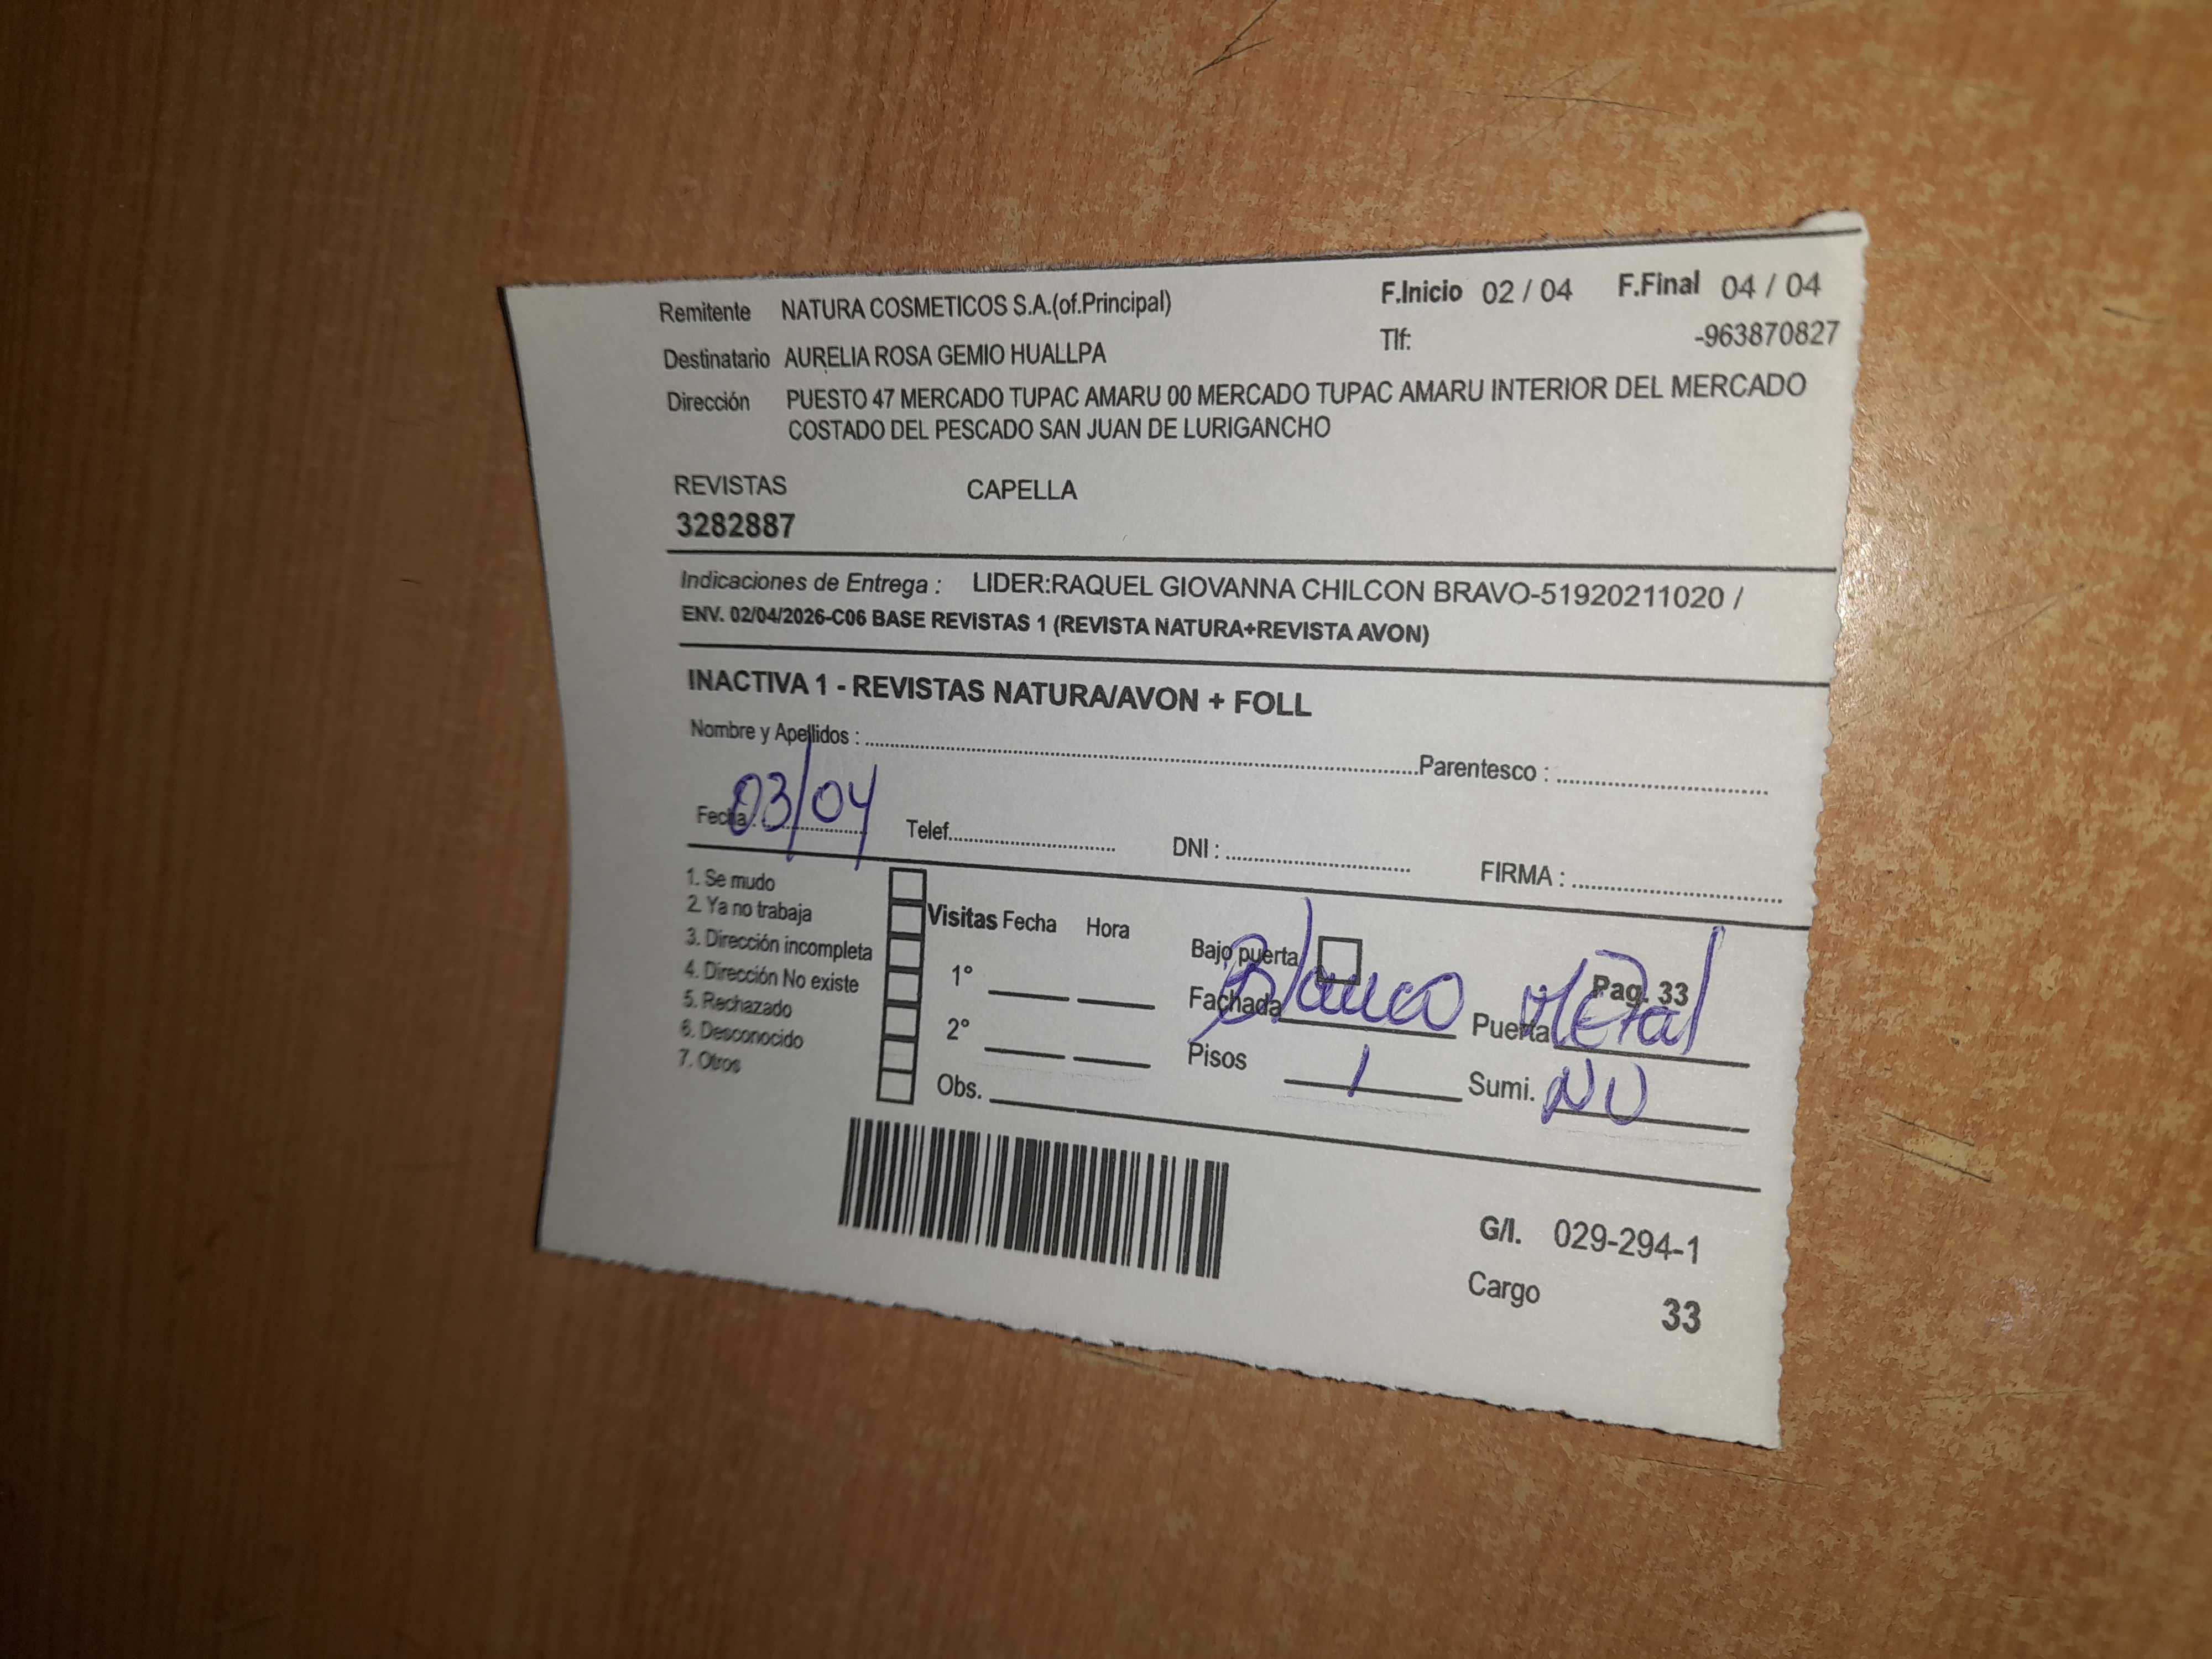 Remitente NATURA COSMETICOS S.A.(of.Principal) F.Inicio 02 / 04 F.Final 04 / 04
Tlf: -963870827
Destinatario AURELIA ROSA GEMIO HUALLPA
Dirección PUESTO 47 MERCADO TUPAC AMARU 00 MERCADO TUPAC AMARU INTERIOR DEL MERCADO
COSTADO DEL PESCADO SAN JUAN DE LURIGANCHO
REVISTAS CAPELLA
3282887
Indicaciones de Entrega : LIDER:RAQUEL GIOVANNA CHILCON BRAVO-51920211020 /
ENV. 02/04/2026-C06 BASE REVISTAS 1 (REVISTA NATURA+REVISTA AVON)
INACTIVA 1 - REVISTAS NATURA/AVON + FOLL
Nombre y Apellidos : Parentesco :
Fecha : 03/04 Telef. DNI : FIRMA :
1. Se mudo
2. Ya no trabaja
3. Dirección incompleta
4. Dirección No existe
5. Rechazado
6. Desconocido
7. Otros
Visitas Fecha Hora
1°
2°
Obs.
Bajo puerta Pag. 33
Fachada Blanco Puerta Metal
Pisos 1 Sumi. NO
G/I. 029-294-1
Cargo 33